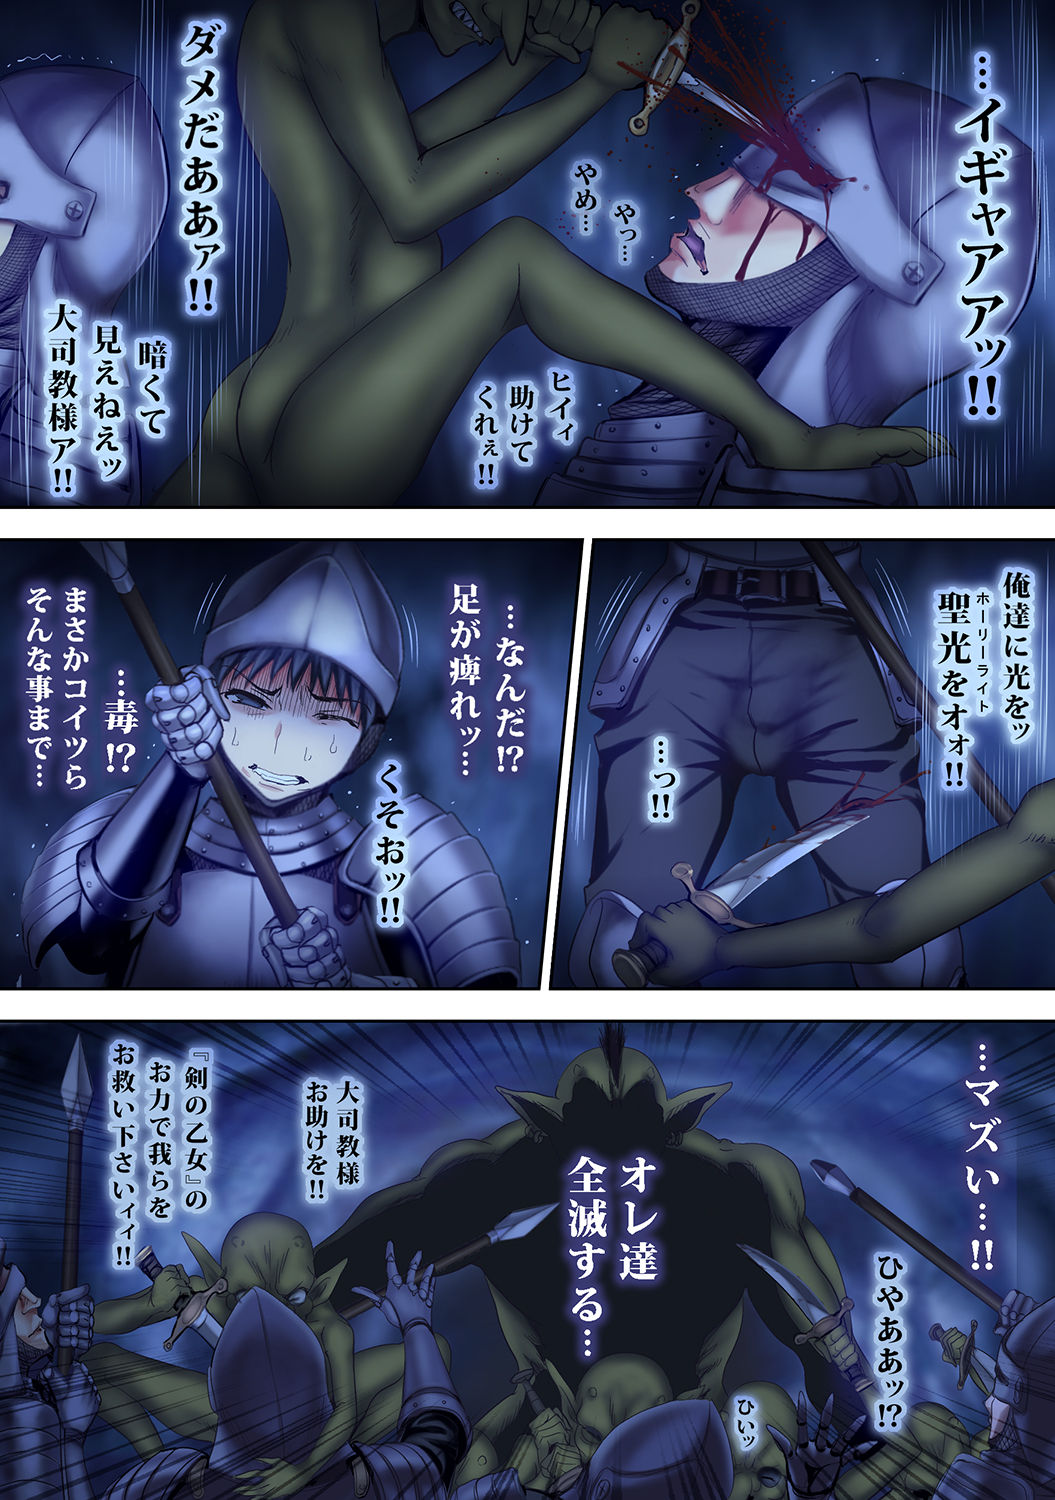 …イギャアアッ!!
やっ…
やめ…
ヒイィ
助けて
くれぇ!!
ダメだああァ!!
暗くて
見えねえッ
大司教様ア!!
俺達に光をッ
聖光をオォ!!
ホーリーライト
…っ!!
…なんだ!?
足が痺れッ…
くそおッ!!
…毒!?
まさかコイツら
そんな事まで…
…マズい…!!
ひやああッ!?
オレ達
全滅する…
ひいッ
大司教様
お助けを!!
『剣の乙女』の
お力で我らを
お救い下さいィィ!!